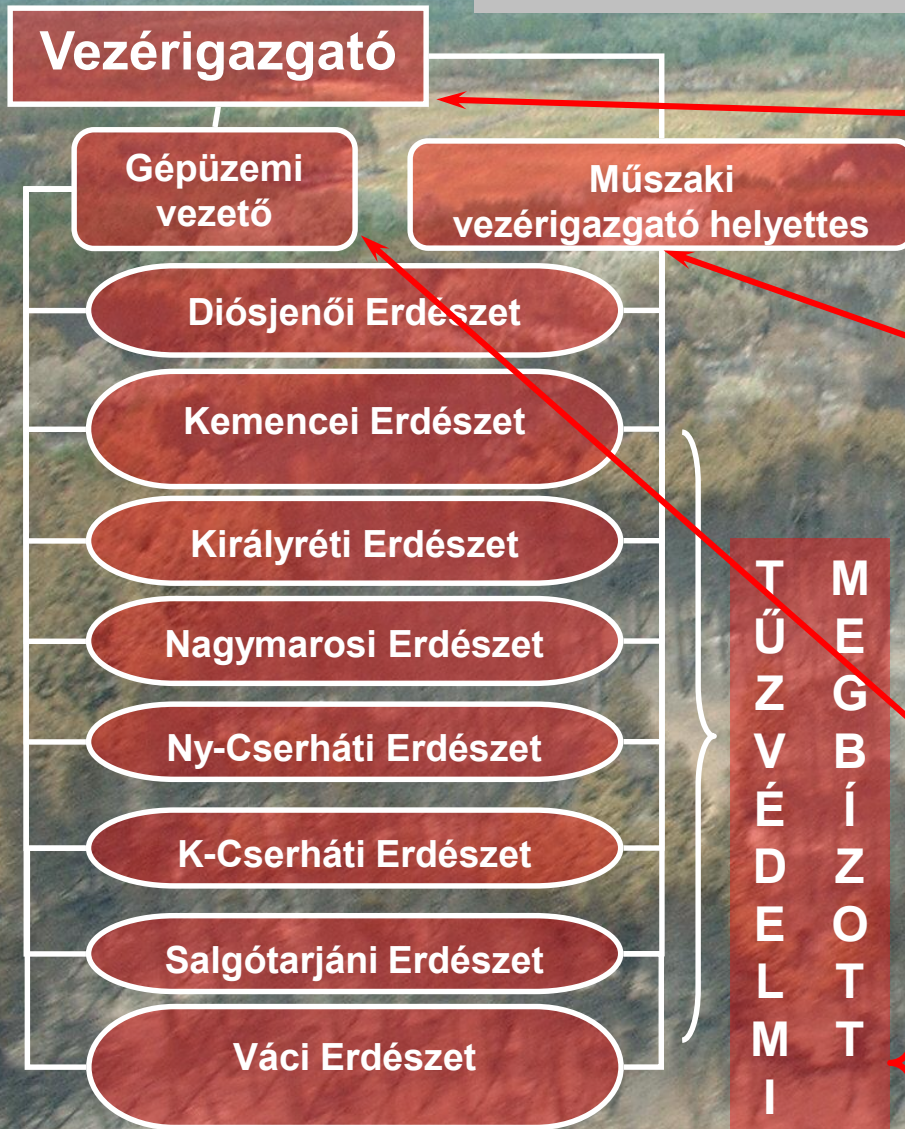 Vezérigazgató
Gépüzemi
vezető
Műszaki
vezérigazgató helyettes
Diósjenői Erdészet
Kemencei Erdészet
Királyréti Erdészet
Nagymarosi Erdészet
Ny-Cserháti Erdészet
K-Cserháti Erdészet
Salgótarjáni Erdészet
Váci Erdészet
TŰZVÉDELMI
MEGBÍZOTT